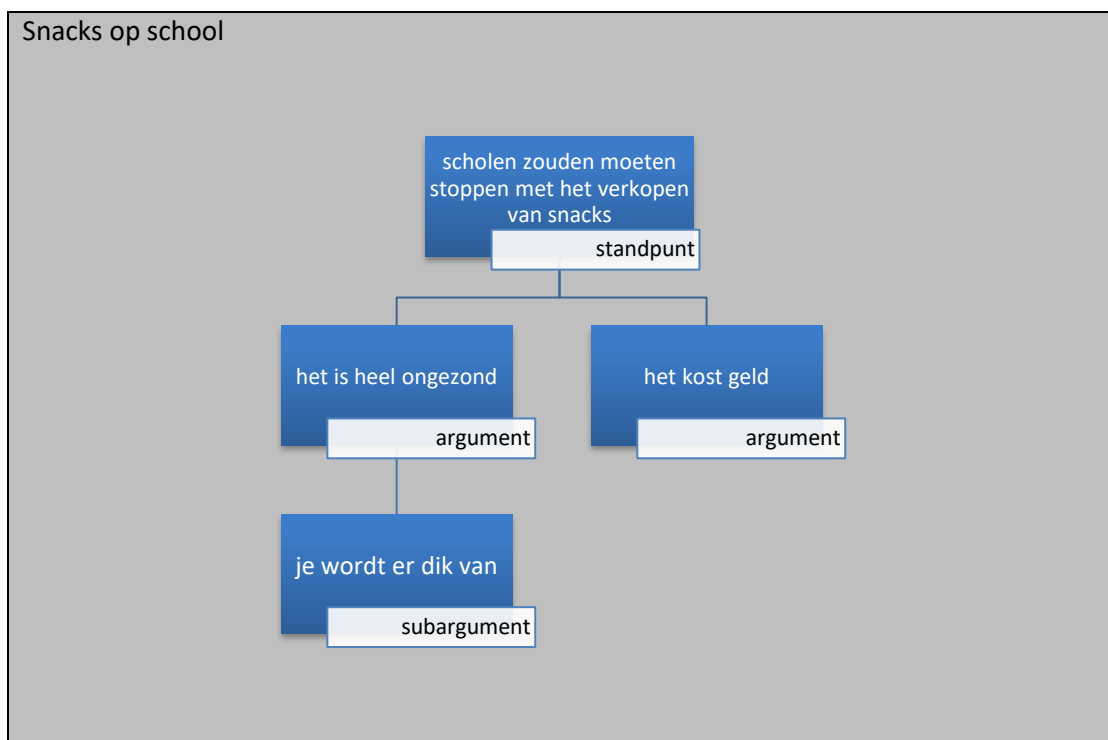 Snacks op school
scholen zouden moeten
stoppen met het verkopen
van snacks
standpunt
het is heel ongezond
argument
het kost geld
argument
je wordt er dik van
subargument